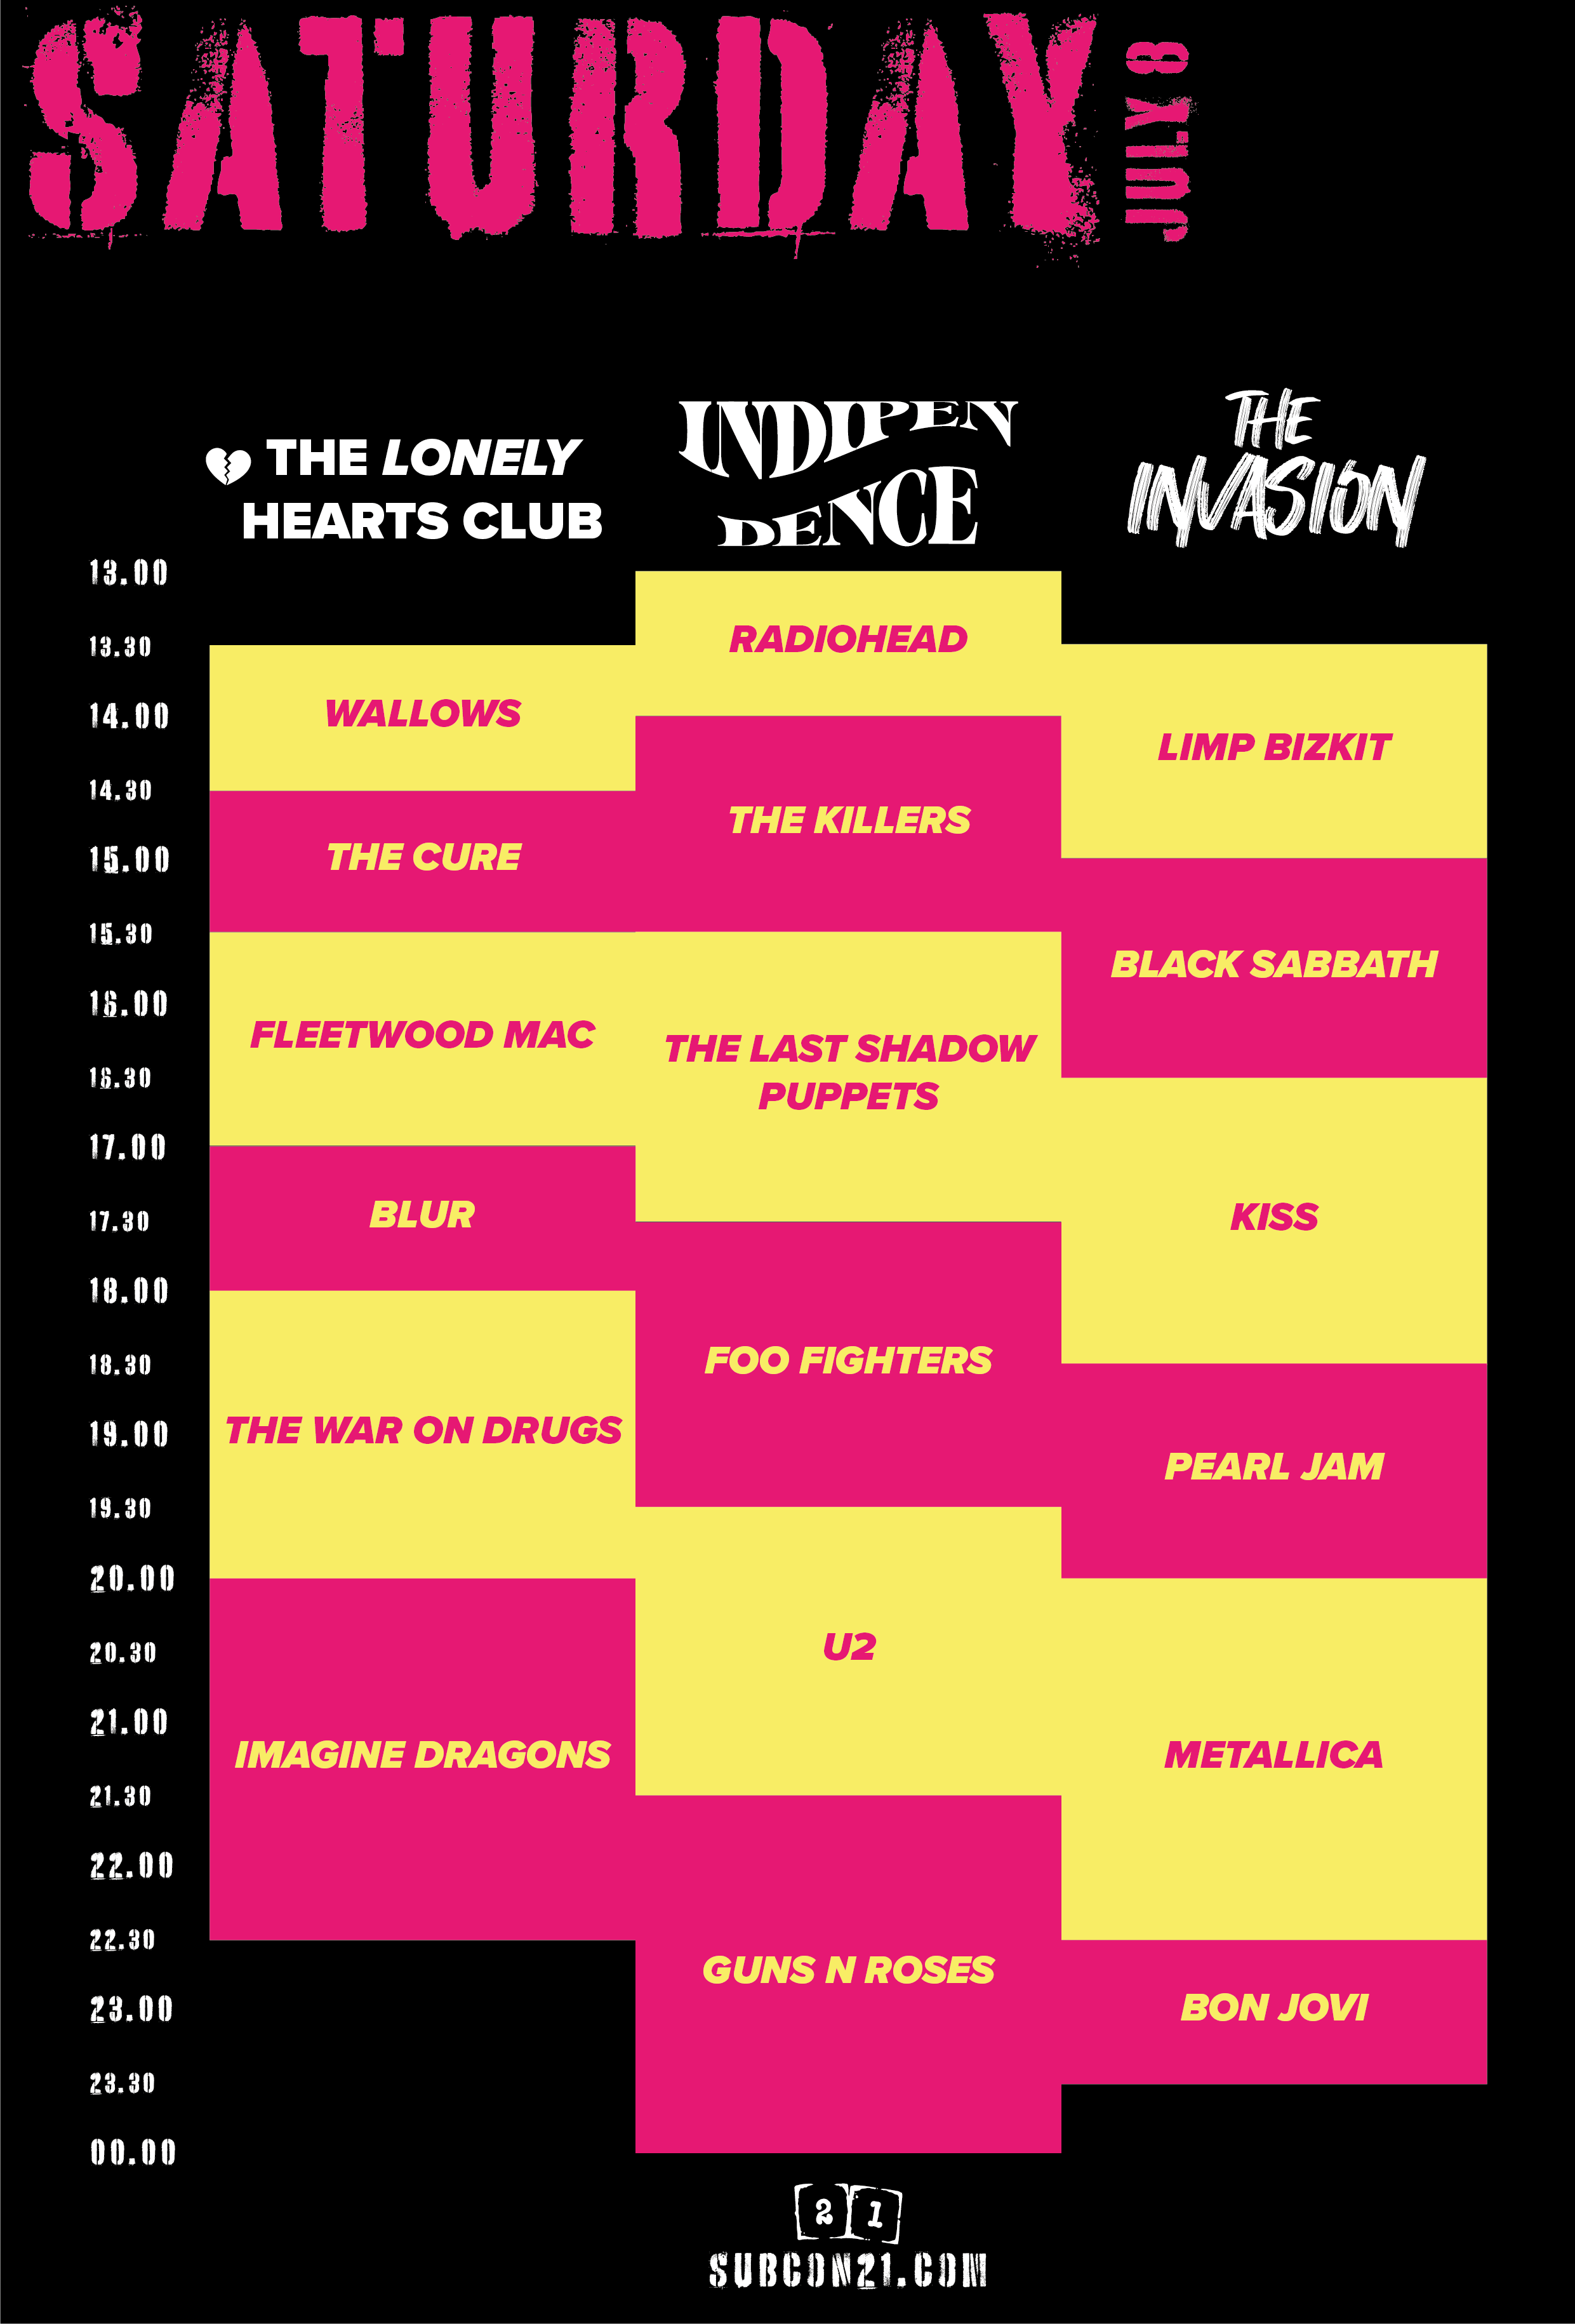 SATURDAY
JULY 8
THE LONELY
HEARTS CLUB
INDIPEN
DENCE
THE
INVASION
13.00
RADIOHEAD
13.30
WALLOWS
14.00
LIMP BIZKIT
14.30
THE KILLERS
THE CURE
15.00
15.30
BLACK SABBATH
16.00
FLEETWOOD MAC
THE LAST SHADOW
PUPPETS
16.30
17.00
BLUR
KISS
17.30
18.00
FOO FIGHTERS
18.30
THE WAR ON DRUGS
19.00
PEARL JAM
19.30
20.00
U2
20.30
21.00
IMAGINE DRAGONS
METALLICA
21.30
22.00
22.30
GUNS N ROSES
BON JOVI
23.00
23.30
00.00
2 1
SUBCON21.COM